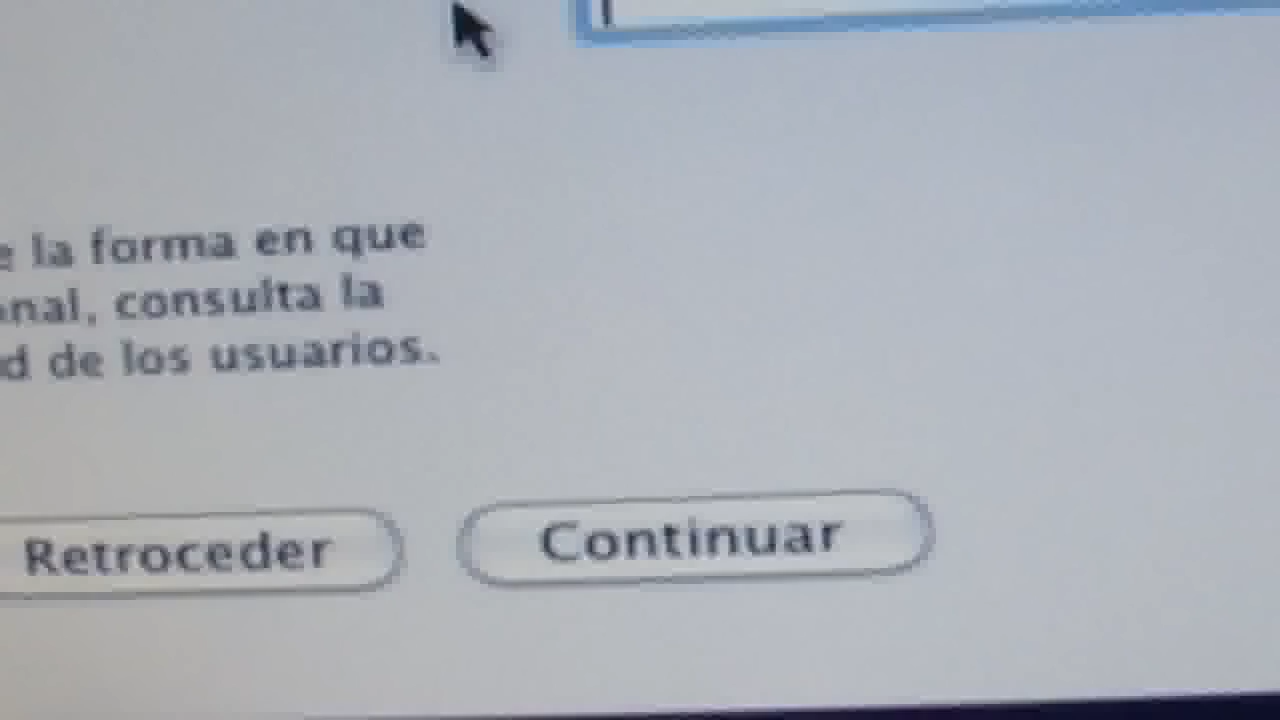 la forma en que
consulta la
de los usuarios.
Retroceder
Continuar